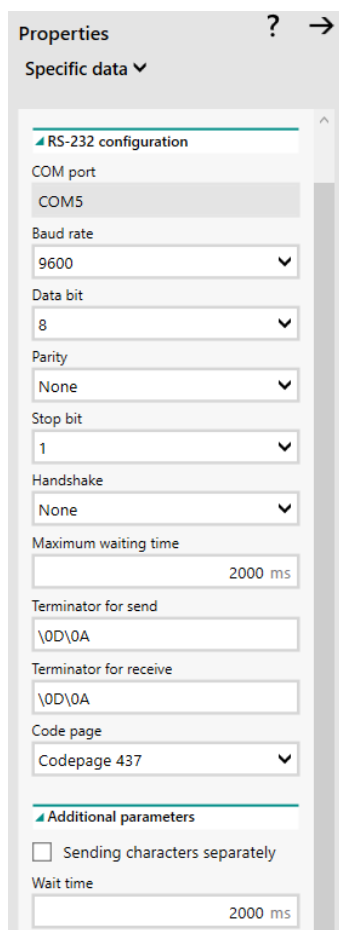 Properties ?
Specific data
RS-232 configuration
COM port
COM5
Baud rate
9600
Data bit
8
Parity
None
Stop bit
1
Handshake
None
Maximum waiting time
2000 ms
Terminator for send
\0D\0A
Terminator for receive
\0D\0A
Code page
Codepage 437
Additional parameters
Sending characters separately
Wait time
2000 ms